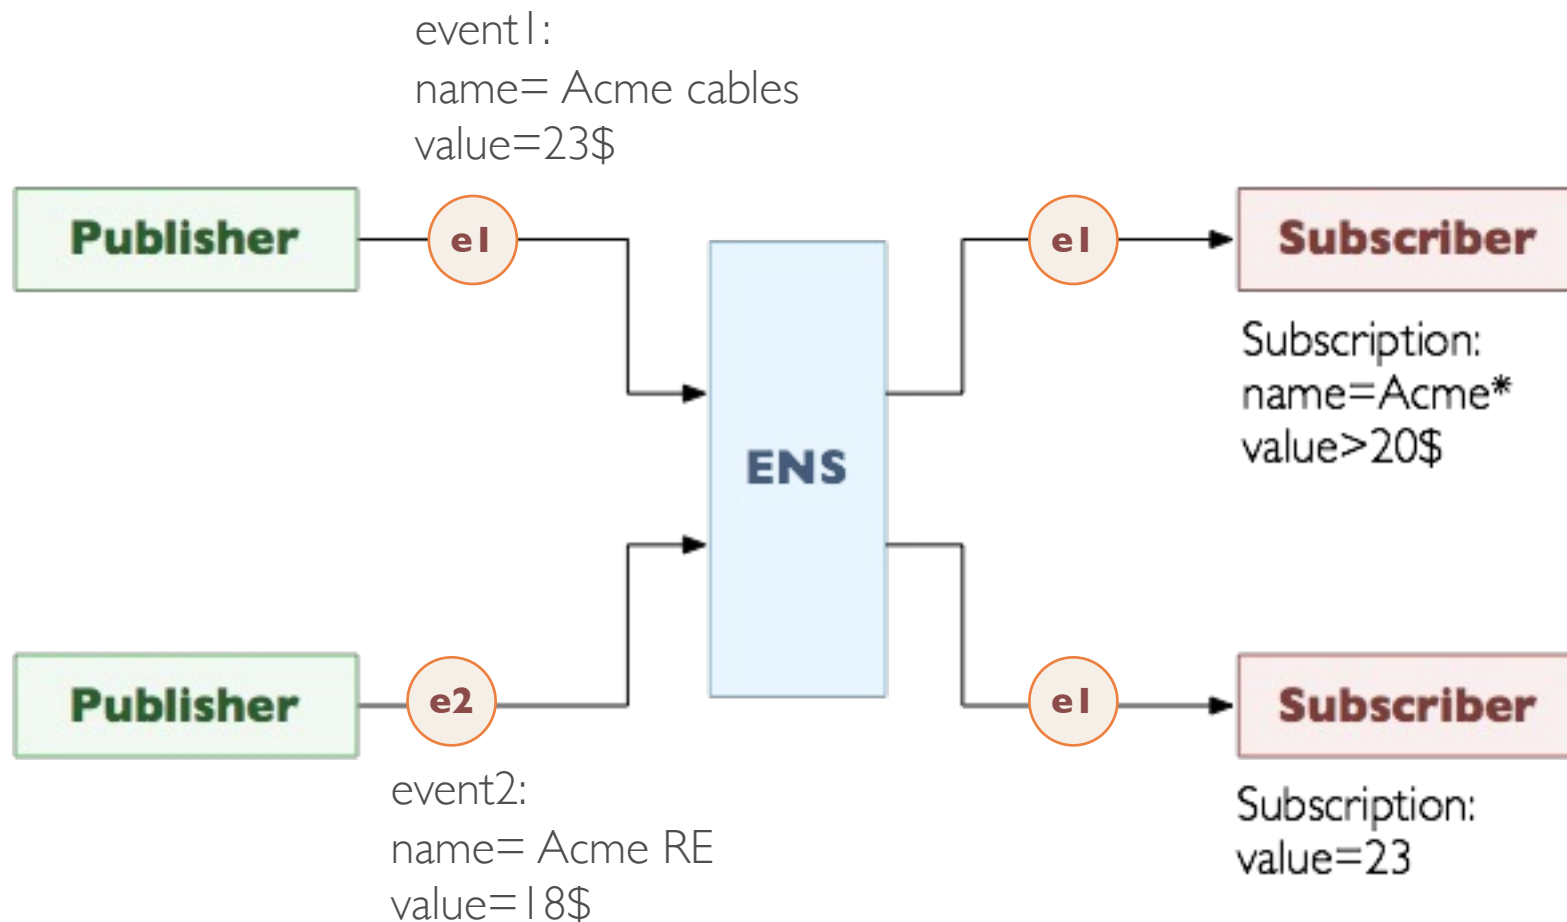 event1:
name= Acme cables
value=23$
Publisher
e1
e1
Subscriber
Subscription:
name=Acme*
value>20$
ENS
Publisher
e2
e1
Subscriber
event2:
name= Acme RE
value=18$
Subscription:
value=23